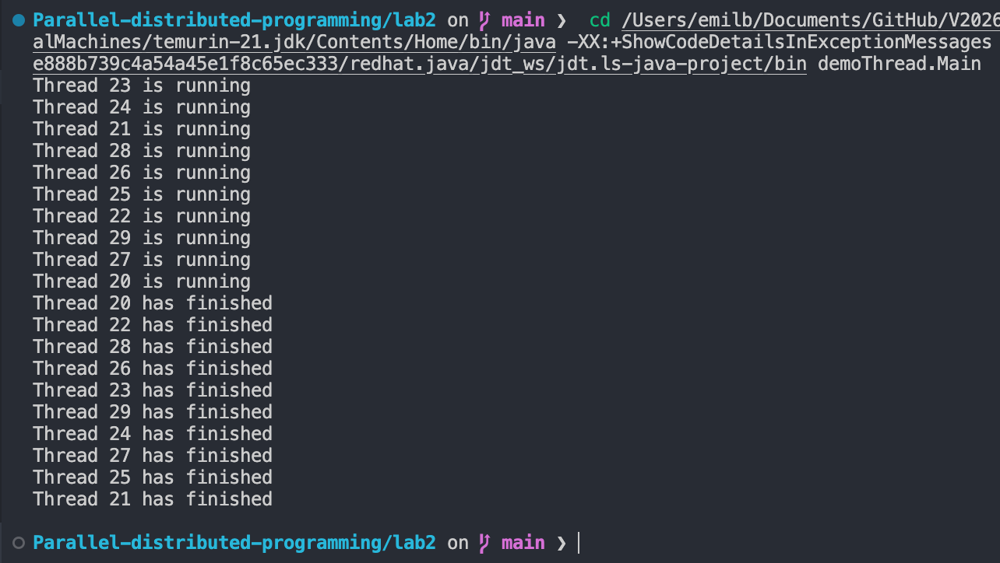 Parallel-distributed-programming/lab2 on main ❯ cd /Users/emilb/Documents/GitHub/V2026
alMachines/temurin-21.jdk/Contents/Home/bin/java -XX:+ShowCodeDetailsInExceptionMessages
e888b739c4a54a45e1f8c65ec333/redhat.java/jdt_ws/jdt.ls-java-project/bin demoThread.Main
Thread 23 is running
Thread 24 is running
Thread 21 is running
Thread 28 is running
Thread 26 is running
Thread 25 is running
Thread 22 is running
Thread 29 is running
Thread 27 is running
Thread 20 is running
Thread 20 has finished
Thread 22 has finished
Thread 28 has finished
Thread 26 has finished
Thread 23 has finished
Thread 29 has finished
Thread 24 has finished
Thread 27 has finished
Thread 25 has finished
Thread 21 has finished
Parallel-distributed-programming/lab2 on main ❯